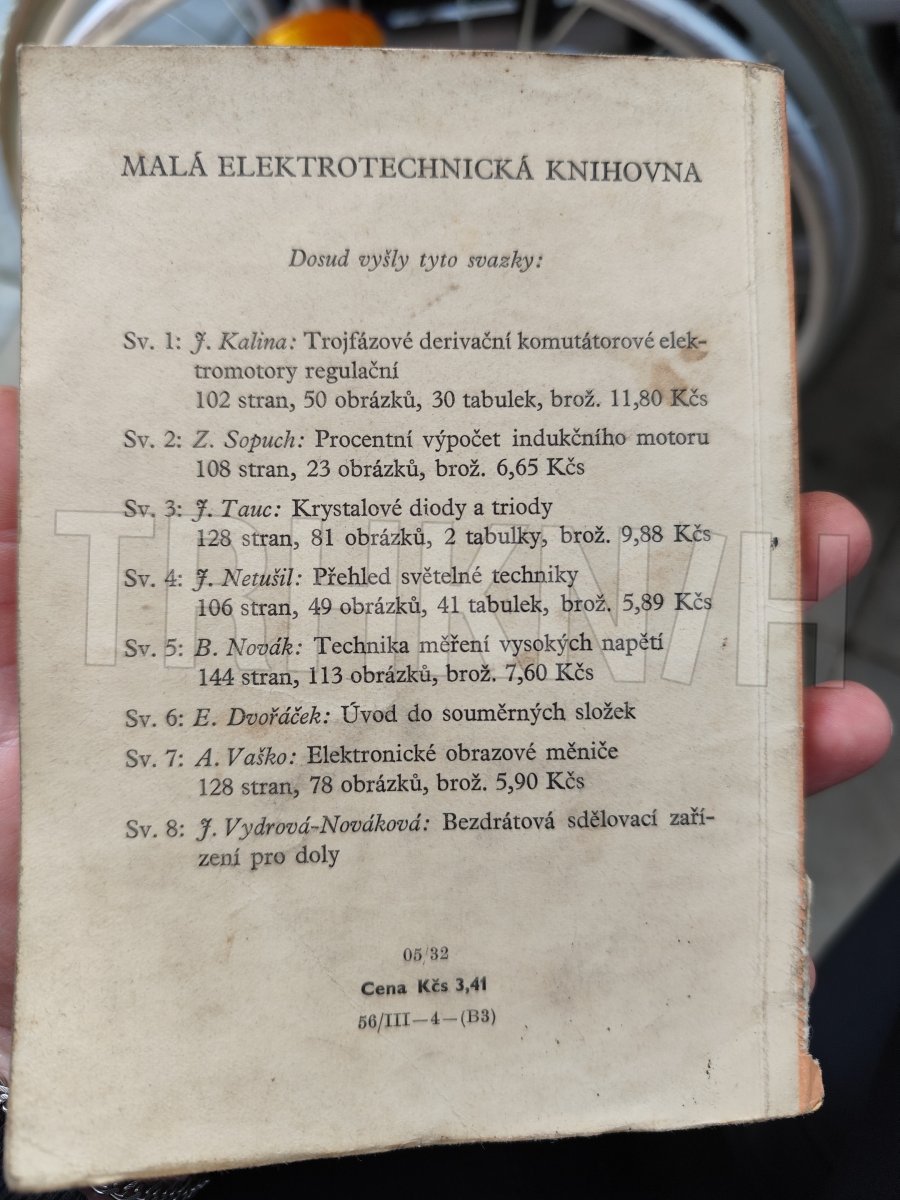 MALÁ ELEKTROTECHNICKÁ KNIHOVNA
Dosud vyšly tyto svazky:
Sv. 1: J. Kalina: Trojfázové derivační komutátorové elek-
tromotory regulační
102 stran, 50 obrázků, 30 tabulek, brož. 11,80 Kčs
Sv. 2: Z. Sopuch: Procentní výpočet indukčního motoru
108 stran, 23 obrázků, brož. 6,65 Kčs
Sv. 3: J. Tauc: Krystalové diody a triody
128 stran, 81 obrázků, 2 tabulky, brož. 9,88 Kčs
Sv. 4: J. Netušil: Přehled světelné techniky
106 stran, 49 obrázků, 41 tabulek, brož. 5,89 Kčs
Sv. 5: B. Novák: Technika měření vysokých napětí
144 stran, 113 obrázků, brož. 7,60 Kčs
Sv. 6: E. Dvořáček: Úvod do souměrných složek
Sv. 7: A. Vaško: Elektronické obrazové měniče
128 stran, 78 obrázků, brož. 5,90 Kčs
Sv. 8: J. Vydrová-Nováková: Bezdrátová sdělovací zaří-
zení pro doly
05/32
Cena Kčs 3,41
56/III—4—(B3)
TRHKNIH